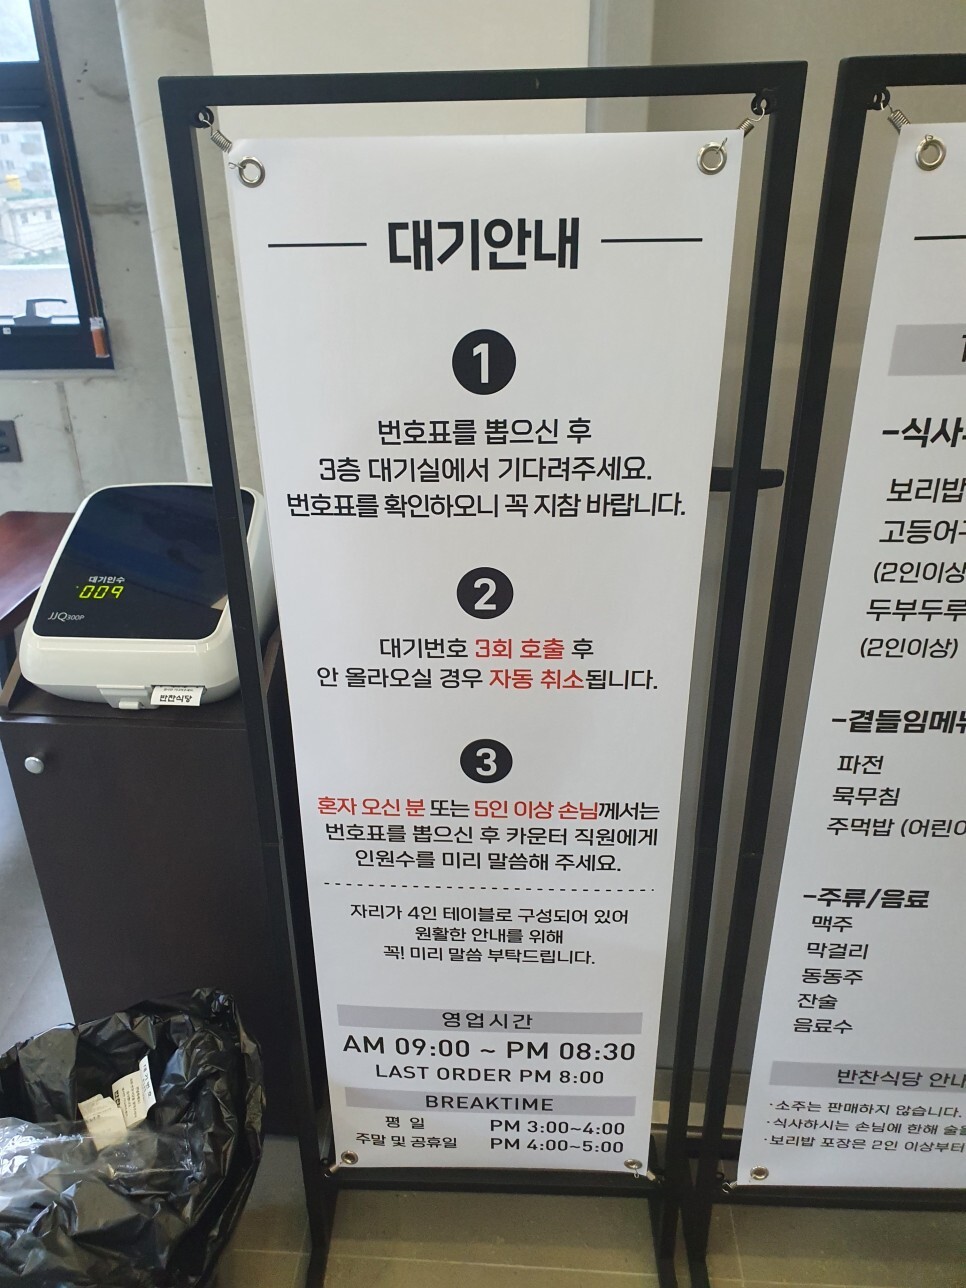 대기안내
1
번호표를 뽑으신 후
3층 대기실에서 기다려주세요.
번호표를 확인하오니 꼭 지참 바랍니다.
2
대기번호 3회 호출 후
안 올라오실 경우 자동 취소됩니다.
3
혼자 오신 분 또는 5인 이상 손님께서는
번호표를 뽑으신 후 카운터 직원에게
인원수를 미리 말씀해 주세요.
자리가 4인 테이블로 구성되어 있어
원활한 안내를 위해
꼭! 미리 말씀 부탁드립니다.
영업시간
AM 09:00 ~ PM 08:30
LAST ORDER PM 8:00
BREAKTIME
평 일 PM 3:00~4:00
주말 및 공휴일 PM 4:00~5:00
대기인수
009
JJQ300P
반찬식당
-식사
보리밥
고등어
(2인이상
두부두루
(2인이상)
-곁들임메뉴
파전
묵무침
주먹밥 (어린이
-주류/음료
맥주
막걸리
동동주
잔술
음료수
반찬식당 안내
·소주는 판매하지 않습니다.
·식사하시는 손님에 한해 술을
·보리밥 포장은 2인 이상부터